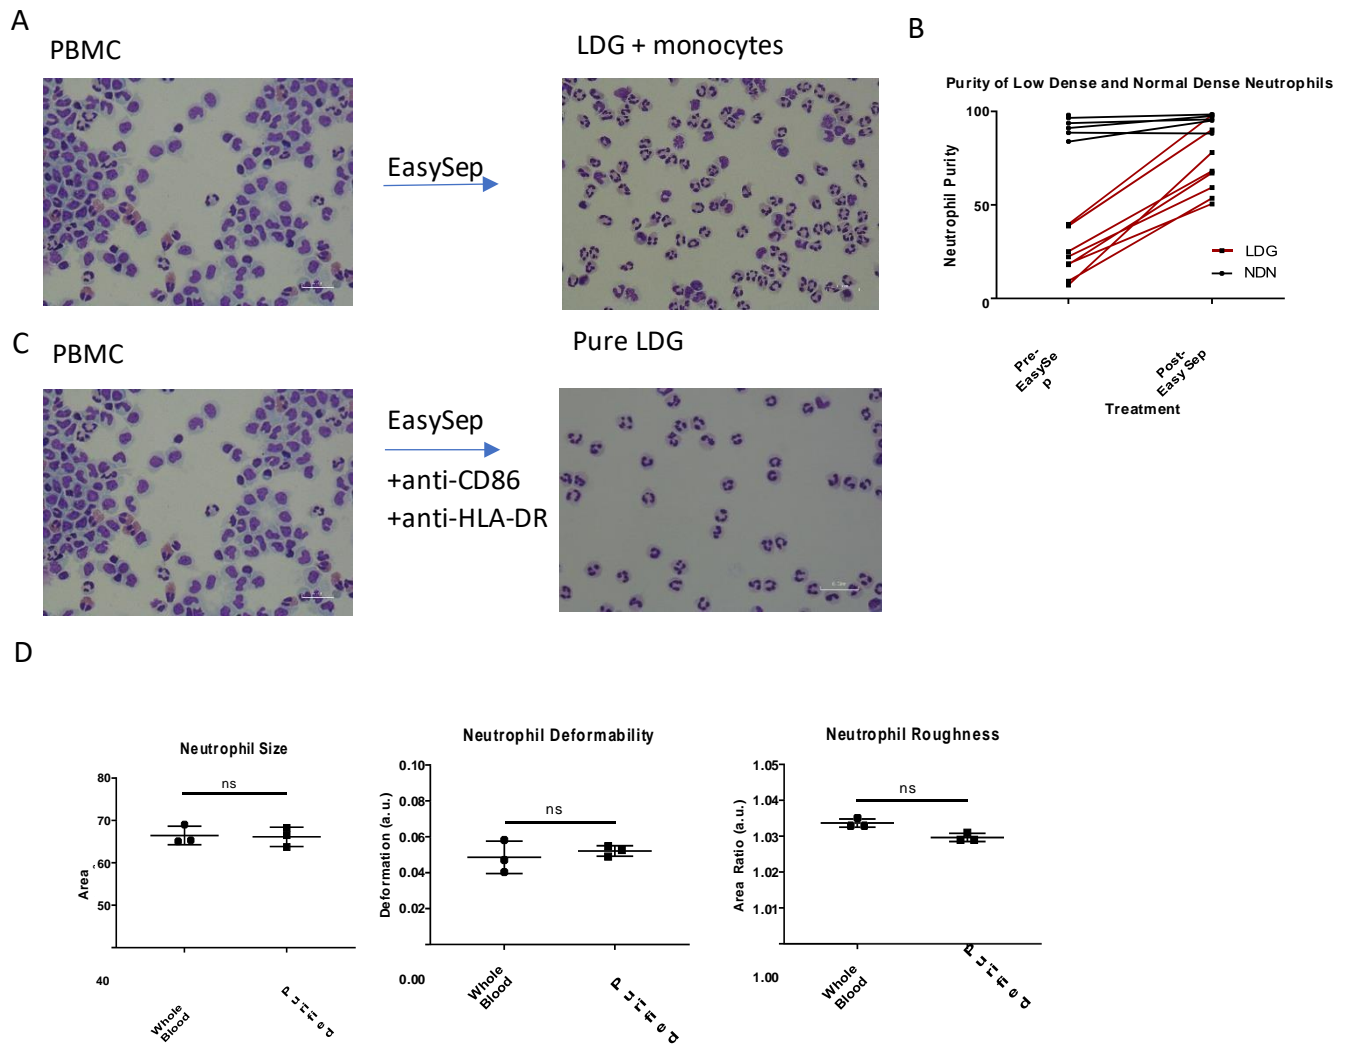 A
PBMC
LDG + monocytes
EasySep
B
Purity of Low Dense and Normal Dense Neutrophils
100
50
0
Neutrophil Purity
LDG
NDN
Pre-
EasySe
p
Post-
Easy Sep
Treatment
C
PBMC
Pure LDG
EasySep
+anti-CD86
+anti-HLA-DR
D
Neutrophil Size
ns
80
70
60
50
40
Area
Whole
Blood
Purified
Neutrophil Deformability
ns
0.10
0.08
0.06
0.04
0.02
0.00
Deformation (a.u.)
Whole
Blood
Purified
Neutrophil Roughness
ns
1.05
1.04
1.03
1.02
1.01
1.00
Area Ratio (a.u.)
Whole
Blood
Purified